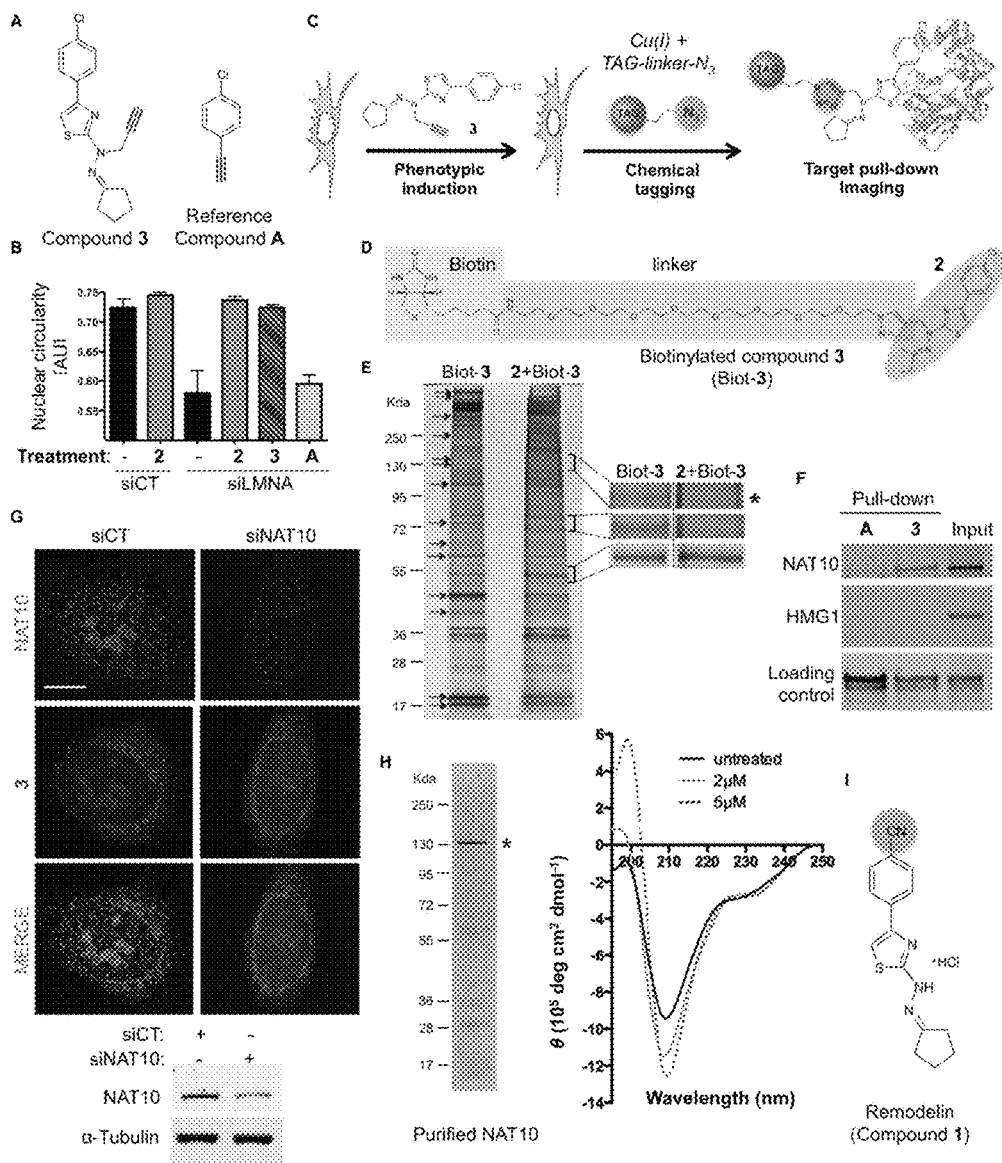 A
Cl
S
N
N
Compound 3
Cl
Reference
Compound A
C
N
S
Cl
3
Phenotypic
induction
Cu(I) +
TAG-linker-N3
Chemical
tagging
Target pull-down
Imaging
B
Nuclear circularity
[AU]
0.75
0.70
0.65
0.60
0.55
Treatment: - 2 - 2 3 A
siCT siLMNA
D
Biotin
linker
2
Biotinylated compound 3
(Biot-3)
E
Biot-3 2+Biot-3
Kda
250
130
95
72
55
36
28
17
Biot-3 2+Biot-3
*
F
Pull-down
A 3 Input
NAT10
HMG1
Loading
control
G
siCT siNAT10
NAT10
3
MERGE
siCT: + -
siNAT10: - +
NAT10
α-Tubulin
H
Kda
250
130
95
72
55
36
28
17
*
Purified NAT10
untreated
2µM
5µM
6
4
2
0
-2
-4
-6
-8
-10
-12
-14
200 210 220 230 240 250
θ (10⁵ deg cm² dmol⁻¹)
Wavelength (nm)
I
CN
N
S
NH
N
'HCl
Remodelin
(Compound 1)